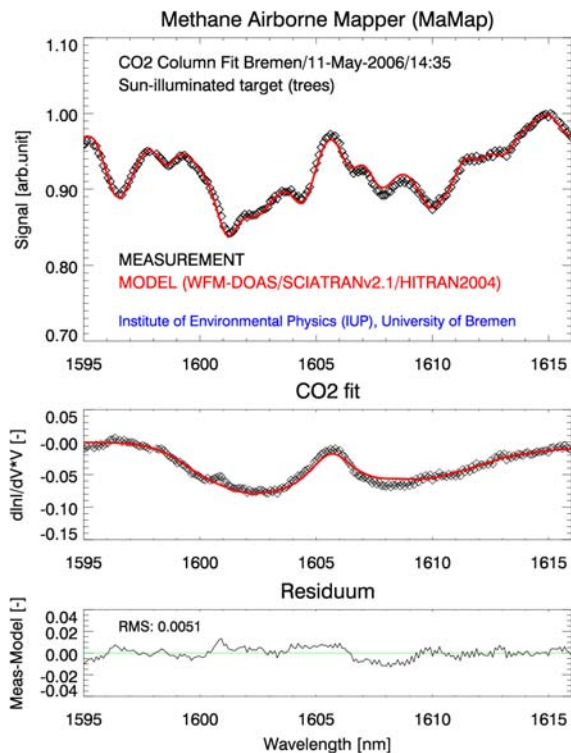 Methane Airborne Mapper (MaMap)
1.10
CO2 Column Fit Bremen/11-May-2006/14:35
Sun-illuminated target (trees)
1.00
Signal [arb.unit]
0.90
0.80
MEASUREMENT
MODEL (WFM-DOAS/SCIATRANv2.1/HITRAN2004)
Institute of Environmental Physics (IUP), University of Bremen
0.70
1595 1600 1605 1610 1615
CO2 fit
0.05
-0.00
-0.05
-0.10
-0.15
dlnI/dV*V [-]
1595 1600 1605 1610 1615
Residuum
0.04
RMS: 0.0051
0.02
0.00
-0.02
-0.04
Meas-Model [-]
1595 1600 1605 1610 1615
Wavelength [nm]